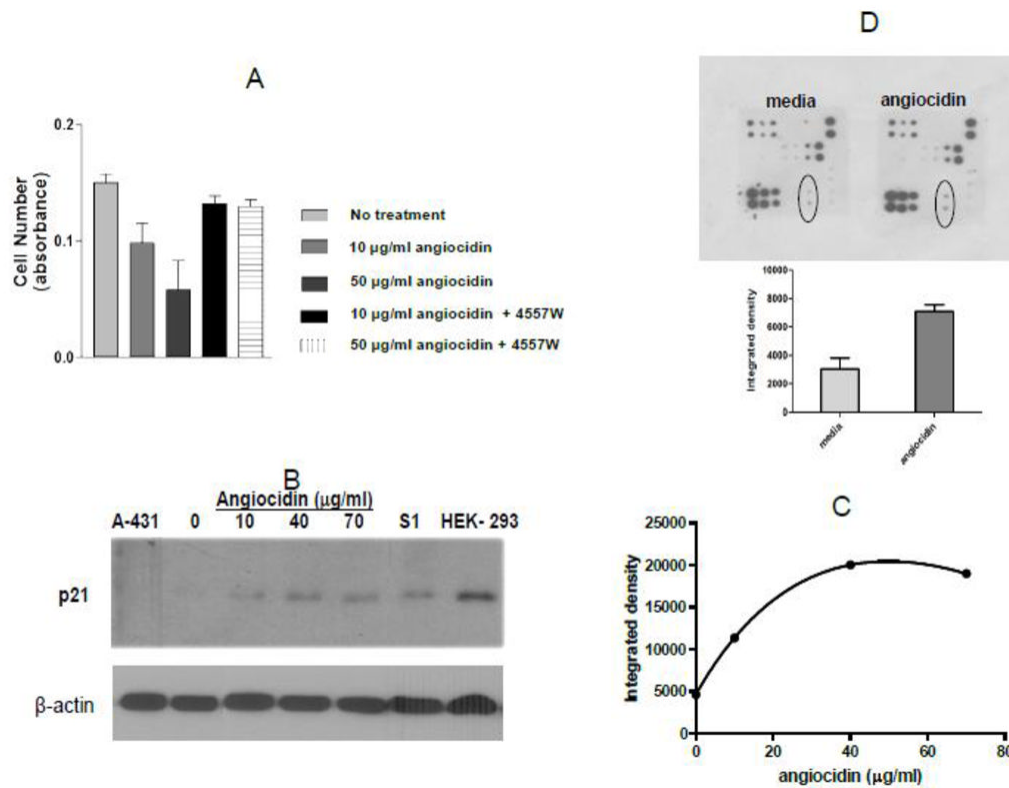 A
0.2
0.1
0.0
Cell Number
(absorbance)
No treatment
10 µg/ml angiocidin
50 µg/ml angiocidin
10 µg/ml angiocidin + 4557W
50 µg/ml angiocidin + 4557W
D
media angiocidin
10000
8000
6000
4000
2000
0
Integrated density
media
angiocidin
B
Angiocidin (µg/ml)
A-431 0 10 40 70 S1 HEK- 293
p21
β-actin
C
25000
20000
15000
10000
5000
0
Integrated density
0 20 40 60 80
angiocidin (µg/ml)